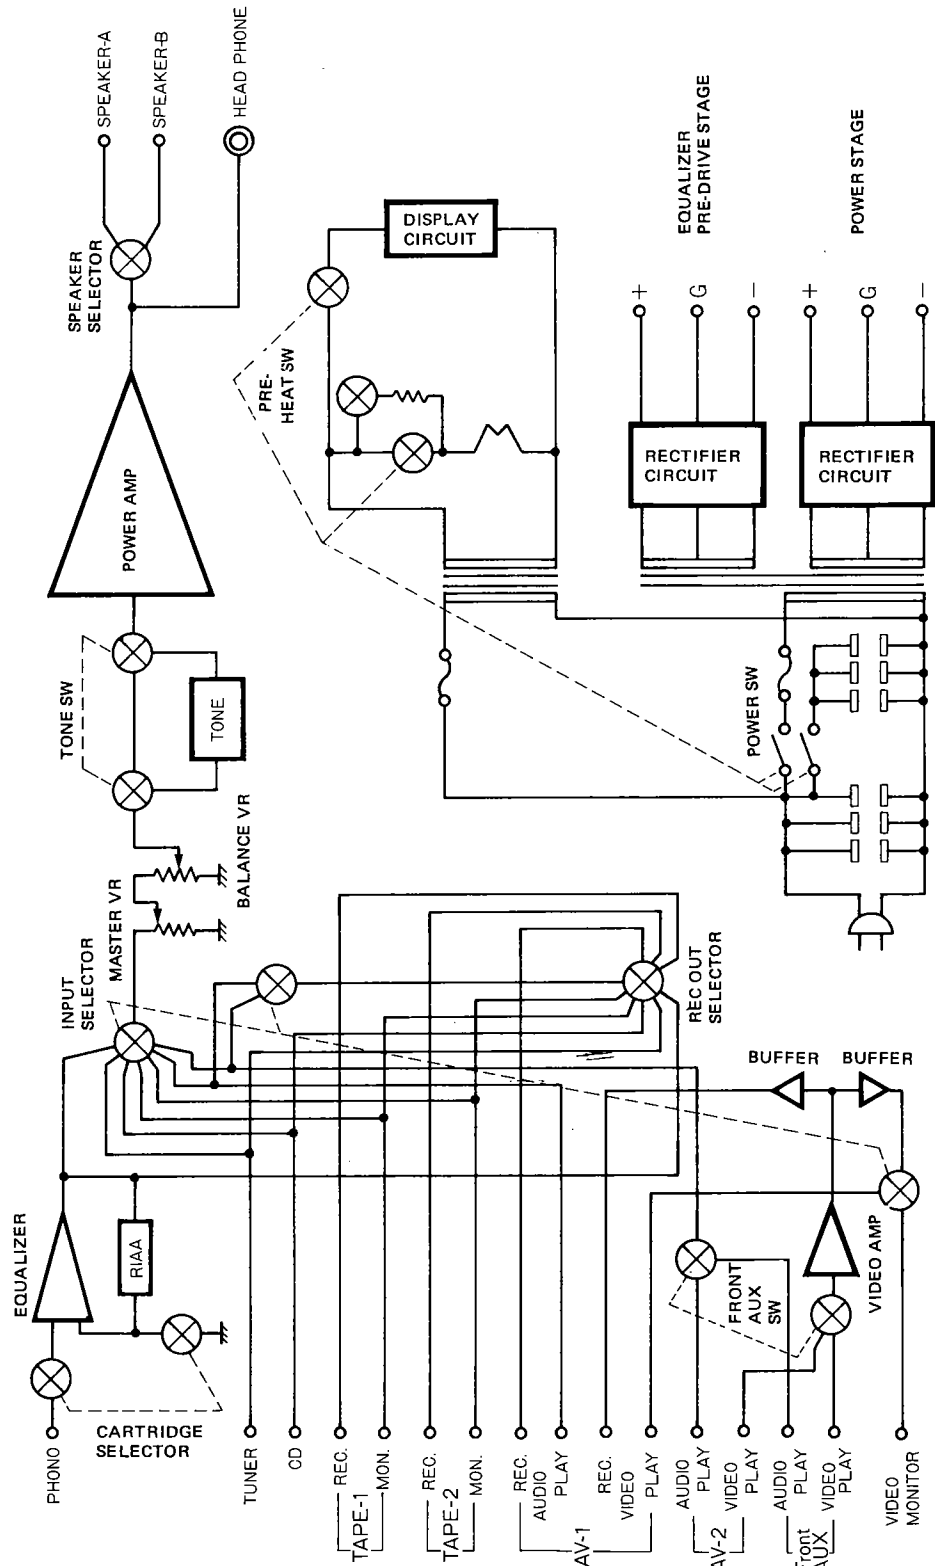 SPEAKER-A
SPEAKER-B
HEAD PHONE
SPEAKER
SELECTOR
POWER AMP
TONE SW
TONE
BALANCE VR
MASTER VR
INPUT
SELECTOR
REC OUT
SELECTOR
EQUALIZER
RIAA
CARTRIDGE
SELECTOR
DISPLAY
CIRCUIT
PRE-
HEAT SW
EQUALIZER
PRE-DRIVE STAGE
POWER STAGE
+
G
−
+
G
−
RECTIFIER
CIRCUIT
RECTIFIER
CIRCUIT
POWER SW
BUFFER
BUFFER
VIDEO AMP
FRONT
AUX
SW
PHONO
TUNER
CD
REC.
MON.
TAPE-1
REC.
MON.
TAPE-2
REC.
AUDIO
PLAY
REC.
VIDEO
PLAY
AV-1
AUDIO
PLAY
VIDEO
PLAY
AV-2
AUDIO
PLAY
VIDEO
PLAY
Front
AUX
VIDEO
MONITOR